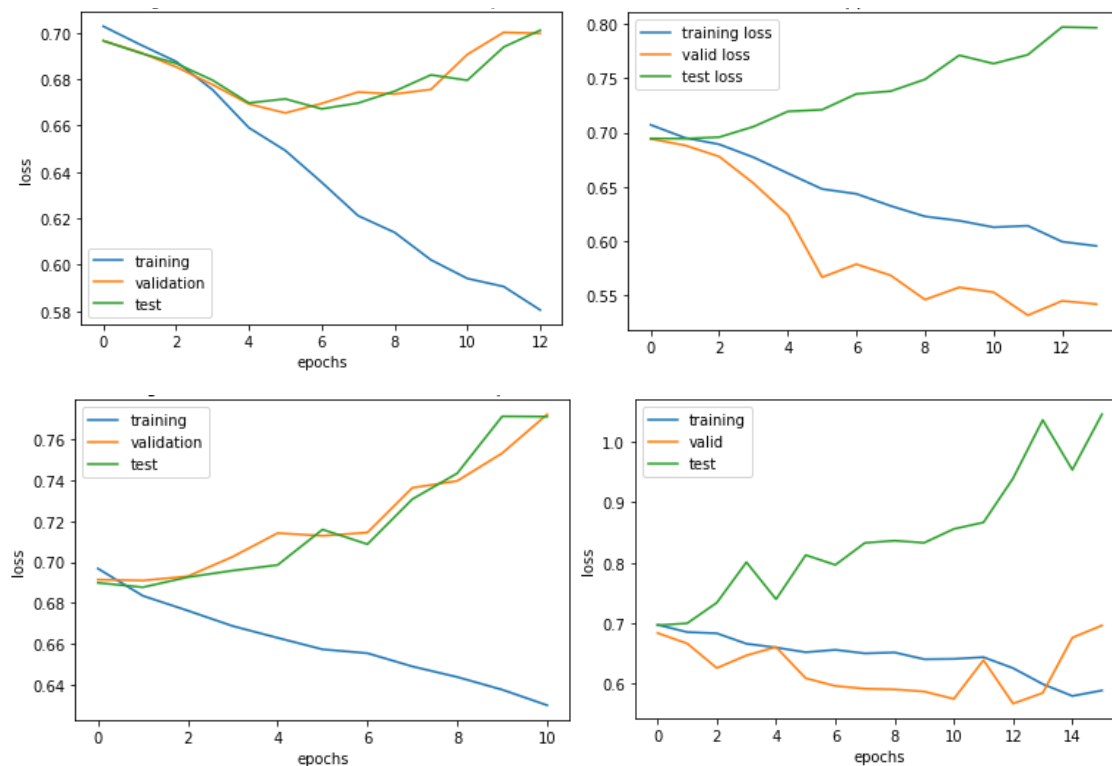 0.70
0.68
0.66
0.64
0.62
0.60
0.58
loss
training
validation
test
0 2 4 6 8 10 12
epochs
0.80
0.75
0.70
0.65
0.60
0.55
training loss
valid loss
test loss
0 2 4 6 8 10 12
0.76
0.74
0.72
0.70
0.68
0.66
0.64
loss
training
validation
test
0 2 4 6 8 10
epochs
1.0
0.9
0.8
0.7
0.6
loss
training
valid
test
0 2 4 6 8 10 12 14
epochs